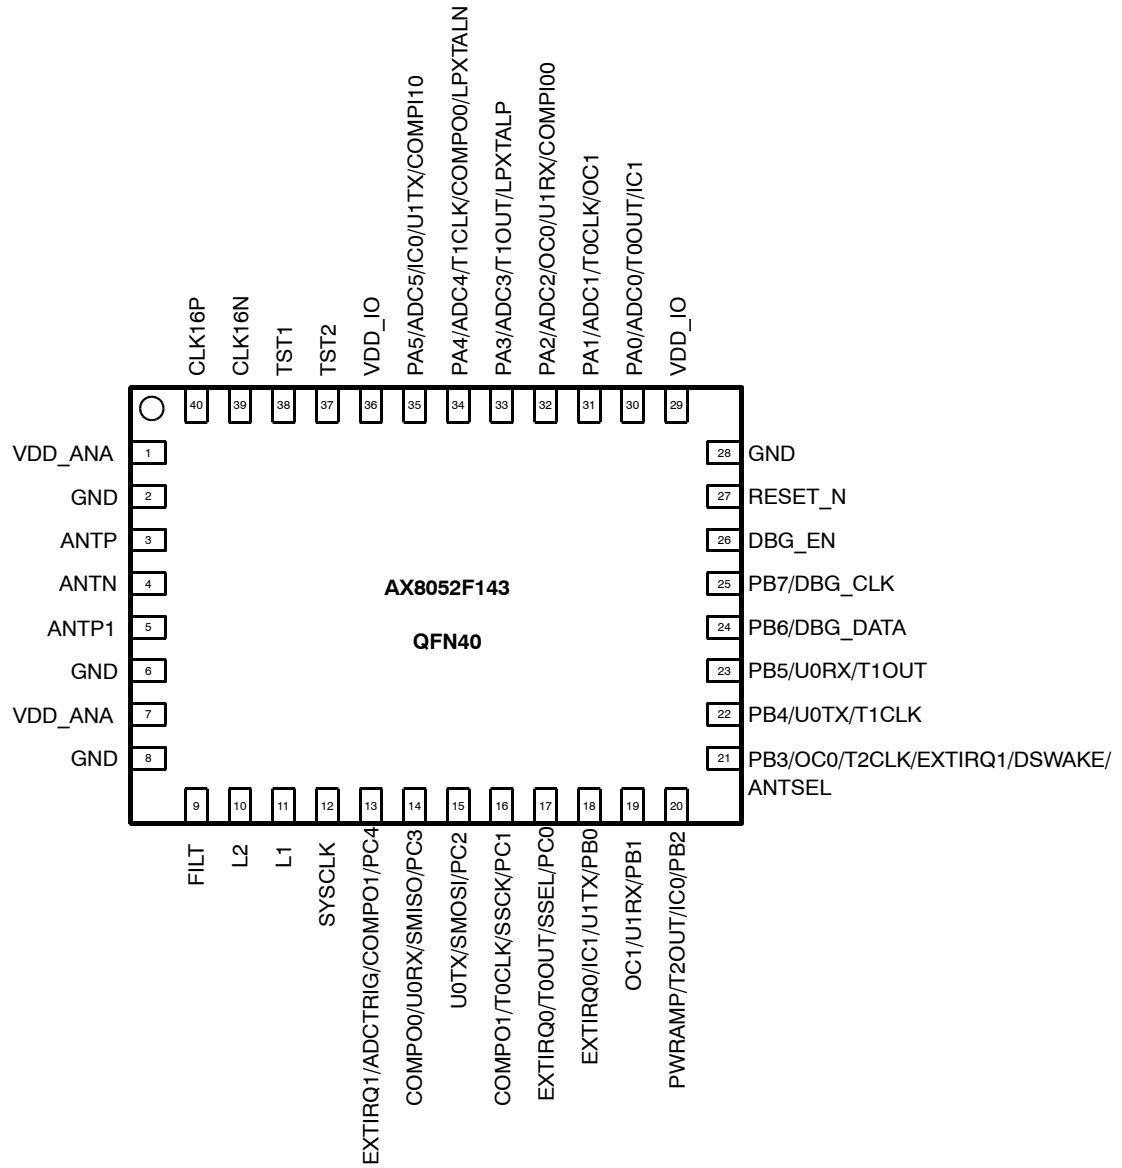 CLK16P
CLK16N
TST1
TST2
VDD_IO
PA5/ADC5/IC0/U1TX/COMPI10
PA4/ADC4/T1CLK/COMPO0/LPXTALN
PA3/ADC3/T1OUT/LPXTALP
PA2/ADC2/OC0/U1RX/COMPI00
PA1/ADC1/T0CLK/OC1
PA0/ADC0/T0OUT/IC1
VDD_IO
40
39
38
37
36
35
34
33
32
31
30
29
VDD_ANA 1
GND 2
ANTP 3
ANTN 4
ANTP1 5
GND 6
VDD_ANA 7
GND 8
AX8052F143
QFN40
28 GND
27 RESET_N
26 DBG_EN
25 PB7/DBG_CLK
24 PB6/DBG_DATA
23 PB5/U0RX/T1OUT
22 PB4/U0TX/T1CLK
21 PB3/OC0/T2CLK/EXTIRQ1/DSWAKE/
ANTSEL
9
10
11
12
13
14
15
16
17
18
19
20
FILT
L2
L1
SYSCLK
EXTIRQ1/ADCTRIG/COMPO1/PC4
COMPO0/U0RX/SMISO/PC3
U0TX/SMOSI/PC2
COMPO1/T0CLK/SSCK/PC1
EXTIRQ0/T0OUT/SSEL/PC0
EXTIRQ0/IC1/U1TX/PB0
OC1/U1RX/PB1
PWRAMP/T2OUT/IC0/PB2